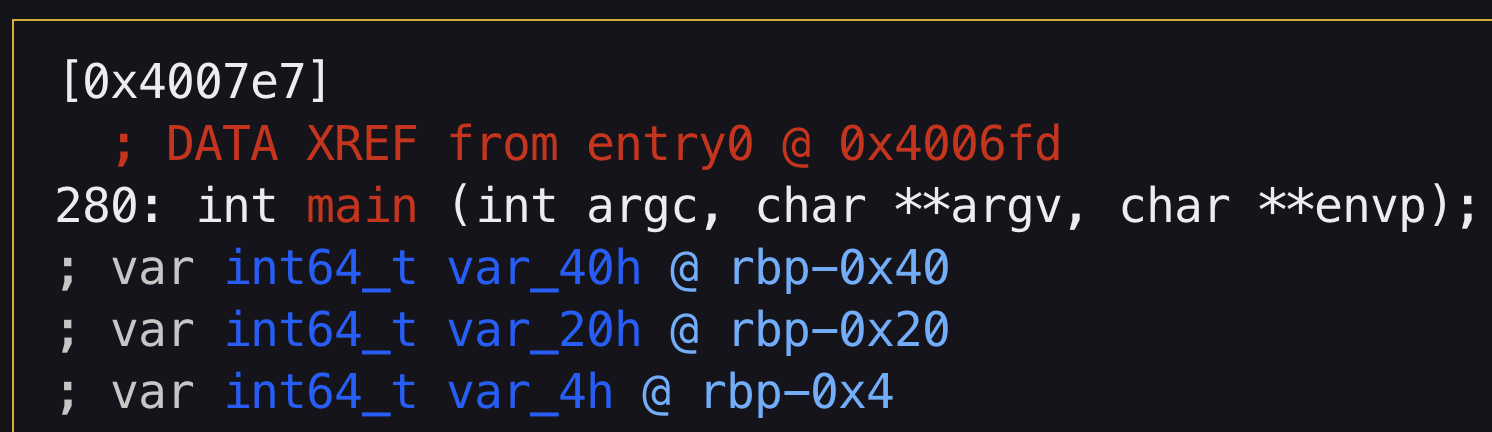 [0x4007e7]
; DATA XREF from entry0 @ 0x4006fd
280: int main (int argc, char **argv, char **envp);
; var int64_t var_40h @ rbp-0x40
; var int64_t var_20h @ rbp-0x20
; var int64_t var_4h @ rbp-0x4